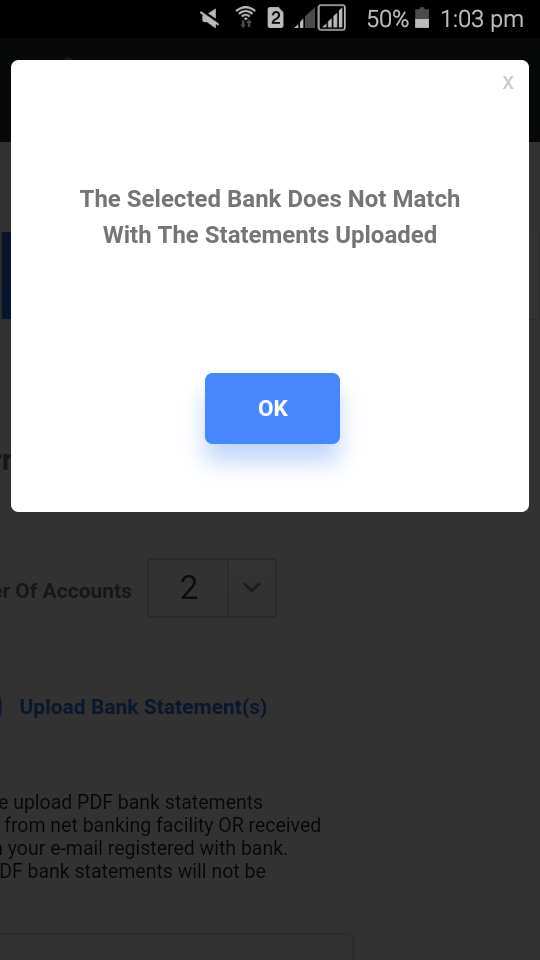 2 50% 1:03 pm
X
The Selected Bank Does Not Match
With The Statements Uploaded
OK
r Of Accounts 2
Upload Bank Statement(s)
e upload PDF bank statements
from net banking facility OR received
your e-mail registered with bank.
DF bank statements will not be